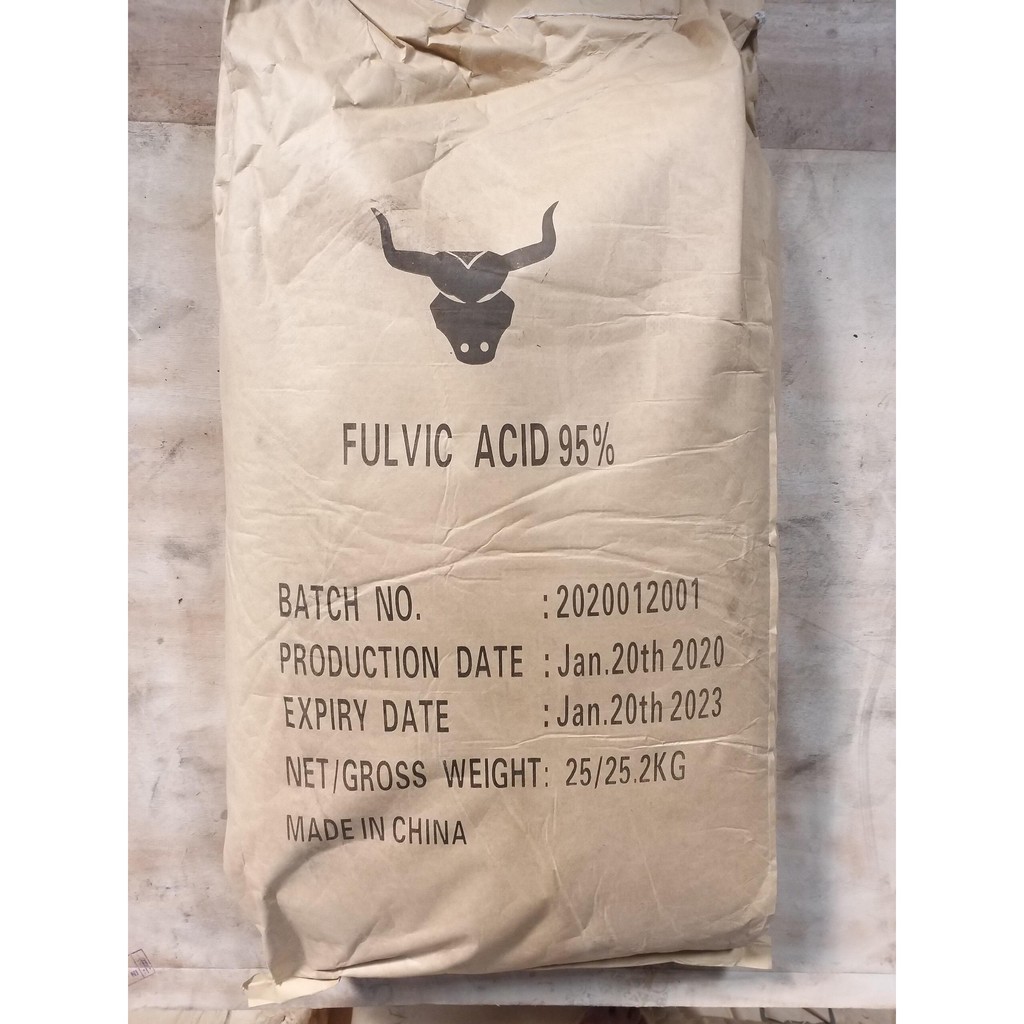 FULVIC ACID 95%
BATCH NO. : 2020012001
PRODUCTION DATE : Jan.20th 2020
EXPIRY DATE : Jan.20th 2023
NET/GROSS WEIGHT: 25/25.2KG
MADE IN CHINA